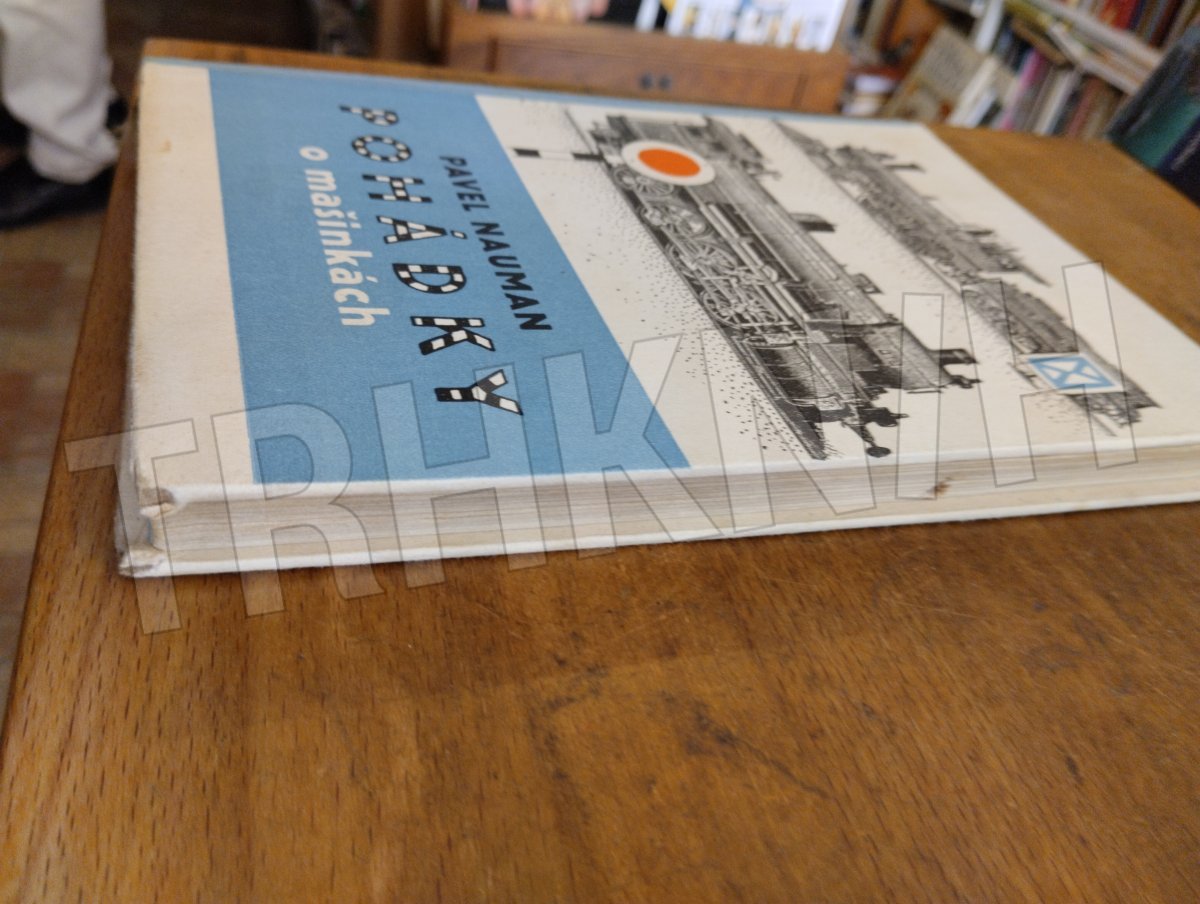 PAVEL NAUMAN
POHÁDKY
o mašinkách
TRHKNIH